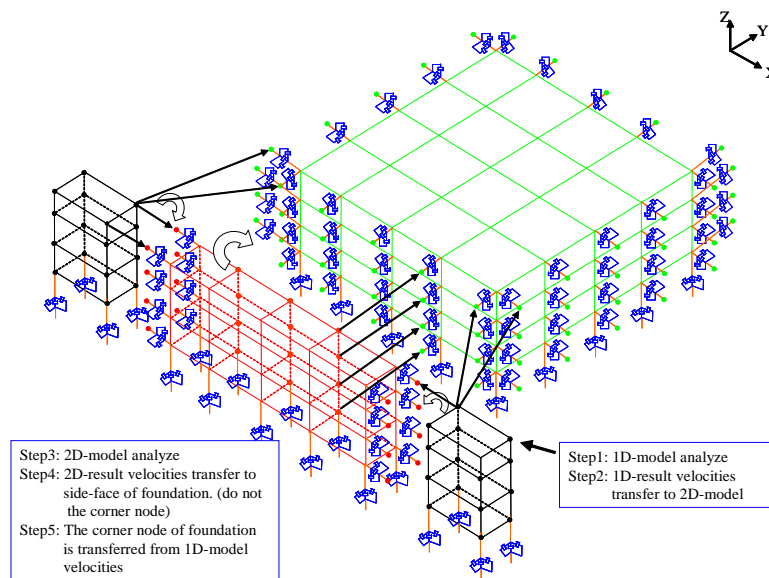 Z
Y
X
Step3: 2D-model analyze
Step4: 2D-result velocities transfer to
side-face of foundation. (do not
the corner node)
Step5: The corner node of foundation
is transferred from 1D-model
velocities
Step1: 1D-model analyze
Step2: 1D-result velocities
transfer to 2D-model